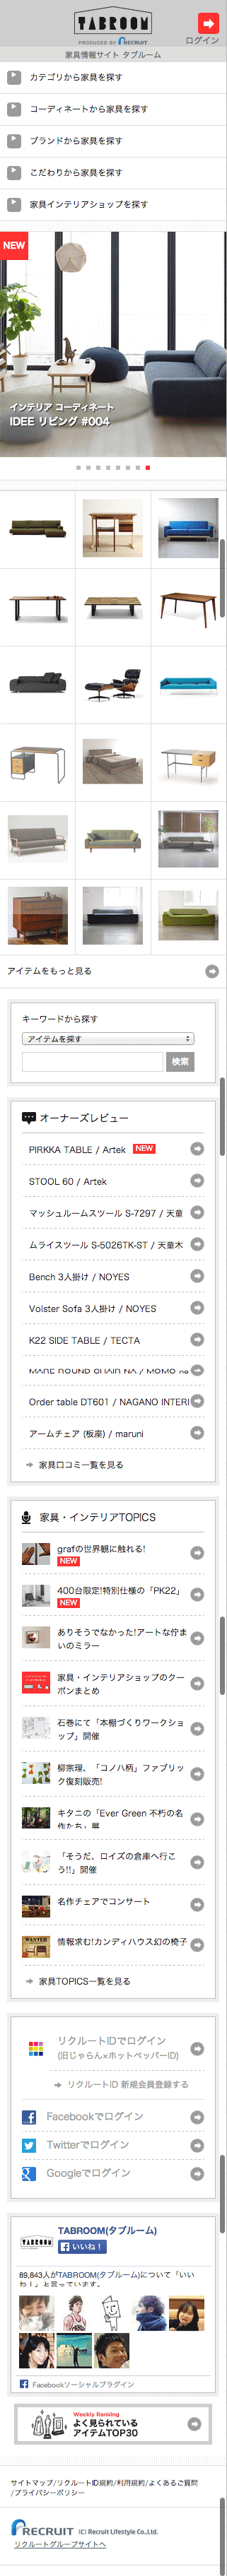 TABROOM
PRODUCED BY RECRUIT
ログイン
家具情報サイト タブルーム
カテゴリから家具を探す
コーディネートから家具を探す
ブランドから家具を探す
こだわりから家具を探す
家具インテリアショップを探す
NEW
インテリア コーディネート
IDEE リビング #004
アイテムをもっと見る
キーワードから探す
アイテムを探す
検索
オーナーズレビュー
PIRKKA TABLE / Artek NEW
STOOL 60 / Artek
マッシュルームスツール S-7297 / 天童
ムライスツール S-5026TK-ST / 天童木
Bench 3人掛け / NOYES
Volster Sofa 3人掛け / NOYES
K22 SIDE TABLE / TECTA
MARE ROUND CHAIR NA / MOMO na
Order table DT601 / NAGANO INTERI
アームチェア (板座) / maruni
家具口コミ一覧を見る
家具・インテリアTOPICS
grafの世界観に触れる!
NEW
400台限定!特別仕様の「PK22」
NEW
ありそうでなかった!アートな佇ま
いのミラー
家具・インテリアショップのクー
ポンまとめ
石巻にて「本棚づくりワークショ
ップ」開催
柳宗理、「コノハ柄」ファブリッ
ク復刻販売!
キタニの「Ever Green 不朽の名
作たち」展
「そうだ、ロイズの倉庫へ行こ
う!!」開催
名作チェアでコンサート
WANTED
情報求む!カンディハウス幻の椅子
家具TOPICS一覧を見る
リクルートIDでログイン
(旧じゃらん×ホットペッパーID)
リクルートID 新規会員登録する
Facebookでログイン
Twitterでログイン
Googleでログイン
TABROOM
TABROOM(タブルーム)
いいね！
89,843人がTABROOM(タブルーム)について「いい
ね！」と言っています。
Facebookソーシャルプラグイン
Weekly Ranking
よく見られている
アイテムTOP30
サイトマップ/リクルートID規約/利用規約/よくあるご質問
/プライバシーポリシー
RECRUIT (C) Recruit Lifestyle Co.,Ltd.
リクルートグループサイトへ